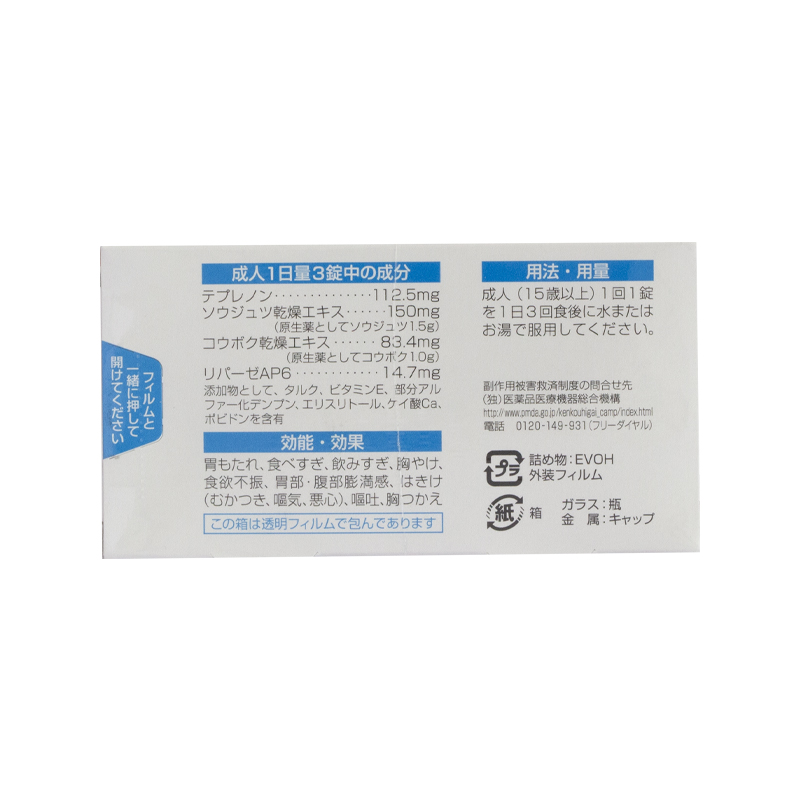 成人1日量3錠中の成分
テプレノン‥‥‥‥‥‥‥112.5mg
ソウジュツ乾燥エキス‥‥‥150mg
(原生薬としてソウジュツ1.5g)
コウボク乾燥エキス‥‥‥83.4mg
(原生薬としてコウボク1.0g)
リパーゼAP6‥‥‥‥‥‥14.7mg
添加物として、タルク、ビタミンE、部分アル
ファー化デンプン、エリスリトール、ケイ酸Ca、
ポビドンを含有
効能・効果
胃もたれ、食べすぎ、飲みすぎ、胸やけ、
食欲不振、胃部・腹部膨満感、はきけ
(むかつき、嘔気、悪心)、嘔吐、胸つかえ
この箱は透明フィルムで包んであります
用法・用量
成人(15歳以上)1回1錠
を1日3回食後に水または
お湯で服用してください。
副作用被害救済制度の問合せ先
(独)医薬品医療機器総合機構
http://www.pmda.go.jp/kenkouhigai_camp/index.html
電話 0120-149-931(フリーダイヤル)
プラ
詰め物:EVOH
外装フィルム
紙
箱
ガラス:瓶
金 属:キャップ
フィルムと
一緒に押して
開けてください